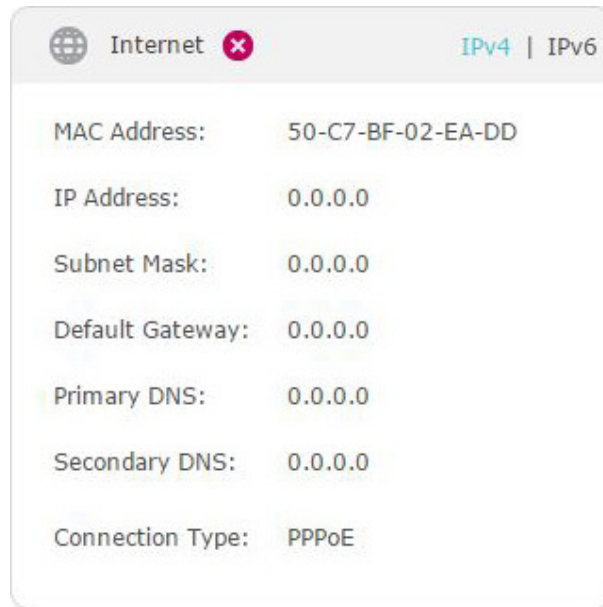 Internet IPv4 | IPv6
MAC Address: 50-C7-BF-02-EA-DD
IP Address: 0.0.0.0
Subnet Mask: 0.0.0.0
Default Gateway: 0.0.0.0
Primary DNS: 0.0.0.0
Secondary DNS: 0.0.0.0
Connection Type: PPPoE